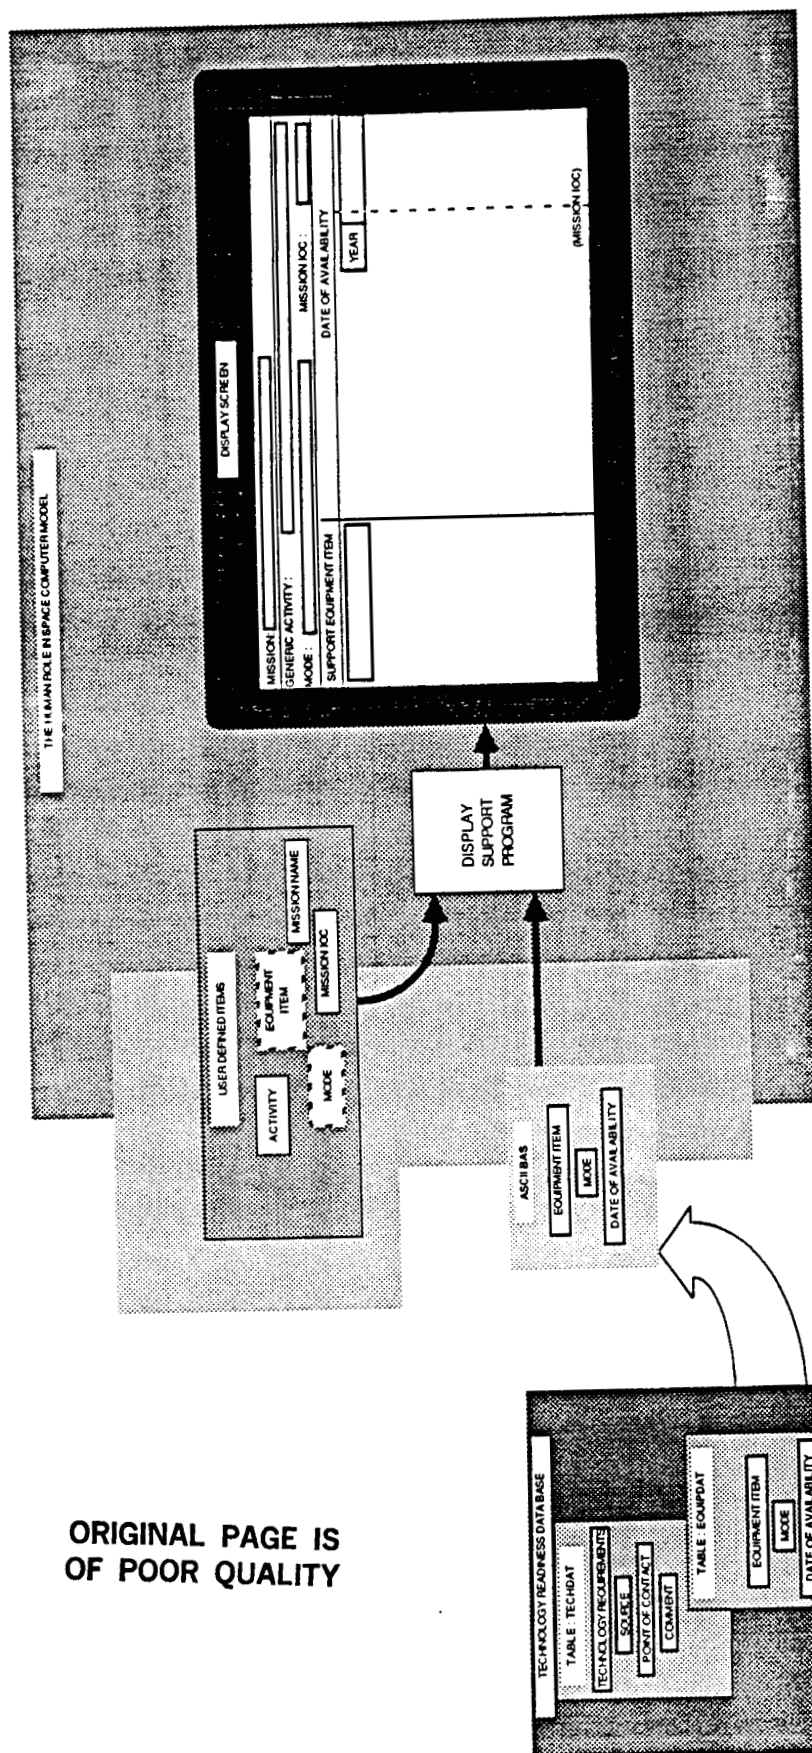 THE HUMAN ROLE IN SPACE COMPUTER MODEL
DISPLAY SCREEN
MISSION:
GENERIC ACTIVITY :
MODE :
MISSION IOC :
SUPPORT EQUIPMENT ITEM
DATE OF AVAILABILITY
YEAR
(MISSION IOC)
USER DEFINED ITEMS
ACTIVITY
EQUIPMENT
ITEM
MISSION NAME
MODE
MISSION IOC
DISPLAY
SUPPORT
PROGRAM
ASCII BAS
EQUIPMENT ITEM
MODE
DATE OF AVAILABILITY
TECHNOLOGY READINESS DATA BASE
TABLE : TECHDAT
TECHNOLOGY REQUIREMENTS
SOURCE
POINT OF CONTACT
COMMENT
TABLE : EQUIPDAT
EQUIPMENT ITEM
MODE
DATE OF AVAILABILITY
ORIGINAL PAGE IS
OF POOR QUALITY